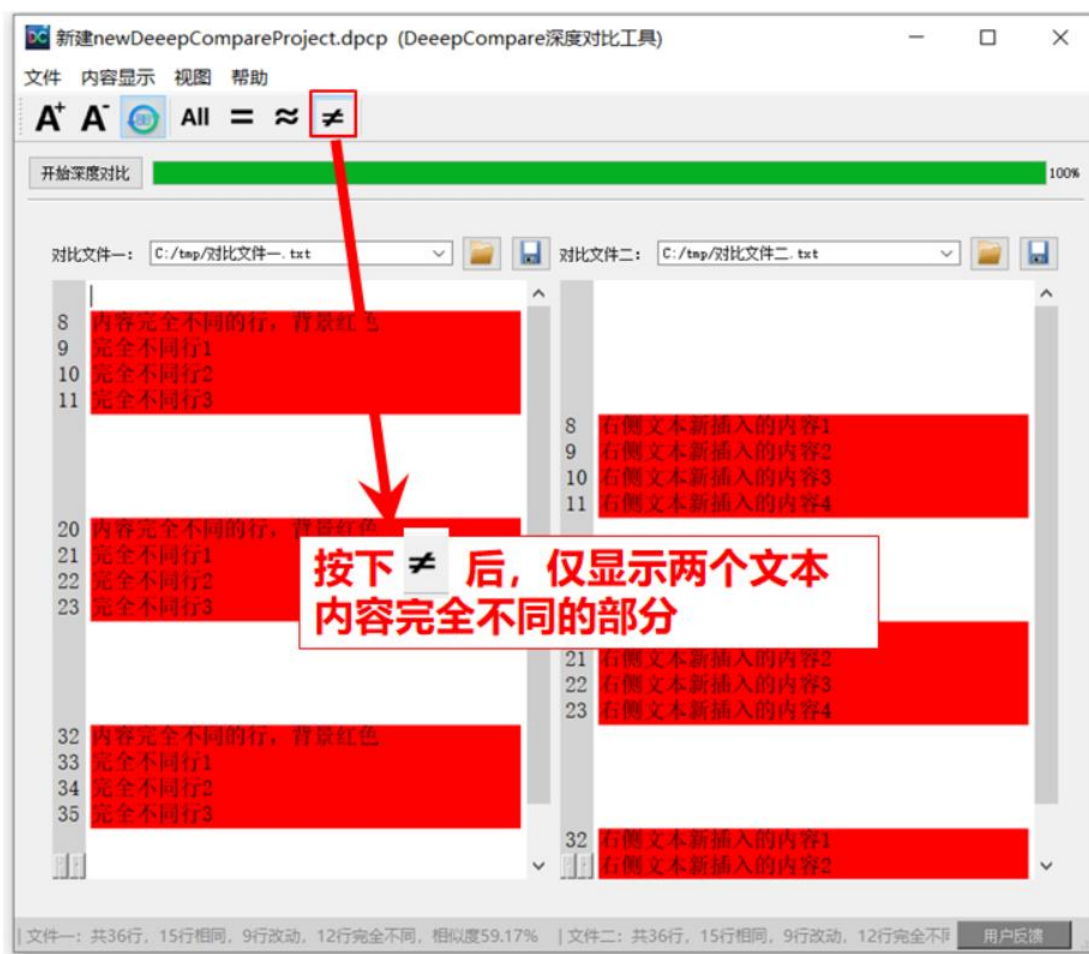 新建newDeeepCompareProject.dpcp (DeeepCompare深度对比工具)
文件 内容显示 视图 帮助
A+ A- All = ≈ ≠
开始深度对比 100%
对比文件一: C:/tmp/对比文件一.txt
对比文件二: C:/tmp/对比文件二.txt
8 内容完全不同的行，背景红色
9 完全不同行1
10 完全不同行2
11 完全不同行3
20 内容完全不同的行，背景红色
21 完全不同行1
22 完全不同行2
23 完全不同行3
32 内容完全不同的行，背景红色
33 完全不同行1
34 完全不同行2
35 完全不同行3
8 右侧文本新插入的内容1
9 右侧文本新插入的内容2
10 右侧文本新插入的内容3
11 右侧文本新插入的内容4
21 右侧文本新插入的内容2
22 右侧文本新插入的内容3
23 右侧文本新插入的内容4
32 右侧文本新插入的内容1
右侧文本新插入的内容2
按下 ≠ 后，仅显示两个文本
内容完全不同的部分
| 文件一: 共36行, 15行相同, 9行改动, 12行完全不同, 相似度59.17%
| 文件二: 共36行, 15行相同, 9行改动, 12行完全不
用户反馈